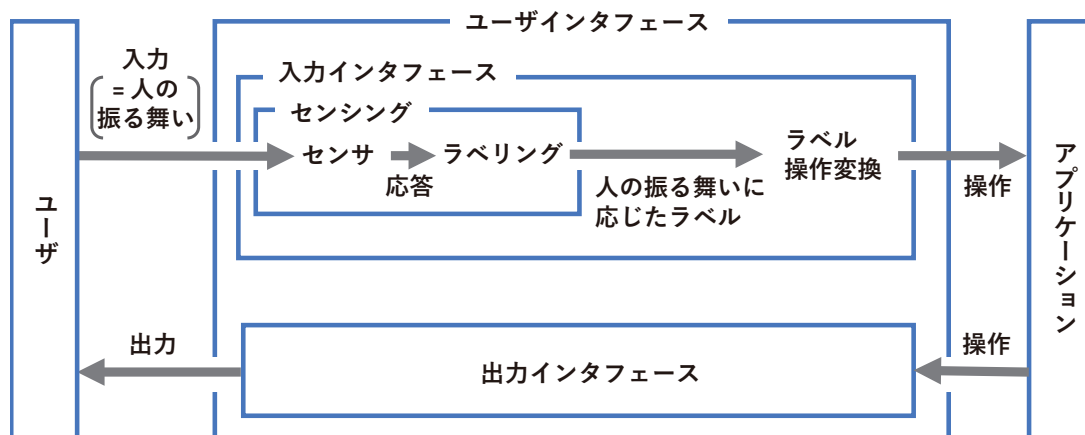 ユーザインタフェース
入力
= 人の
振る舞い
入力インタフェース
センシング
センサ
応答
ラベリング
人の振る舞いに
応じたラベル
ラベル
操作変換
操作
ユーザ
アプリケーション
出力
出力インタフェース
操作